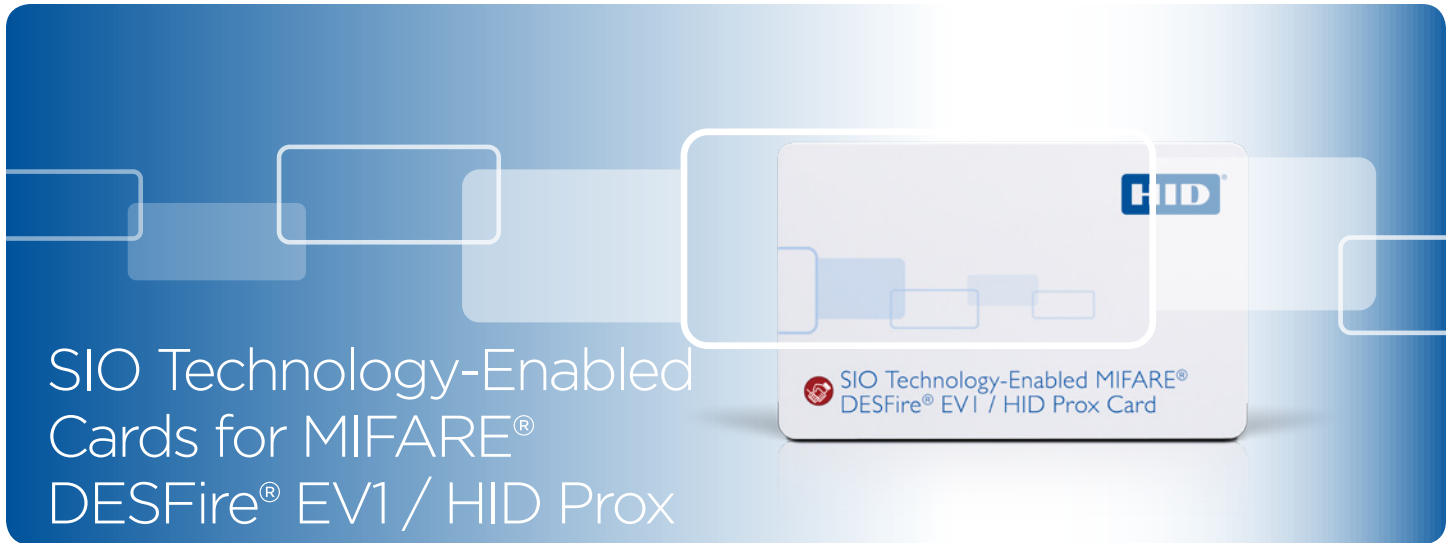 HID®
SIO Technology-Enabled MIFARE®
DESFire® EV1 / HID Prox Card
SIO Technology-Enabled
Cards for MIFARE®
DESFire® EV1 / HID Prox